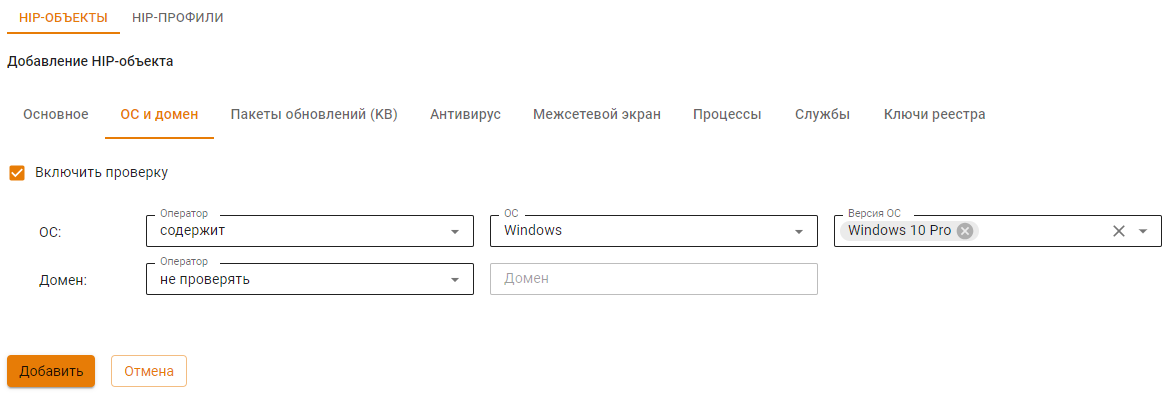 HIP-ОБЪЕКТЫ HIP-ПРОФИЛИ
Добавление HIP-объекта
Основное ОС и домен Пакеты обновлений (KB) Антивирус Межсетевой экран Процессы Службы Ключи реестра
Включить проверку
Оператор ОС Версия ОС
ОС: содержит Windows Windows 10 Pro
Оператор
Домен: не проверять Домен
Добавить Отмена